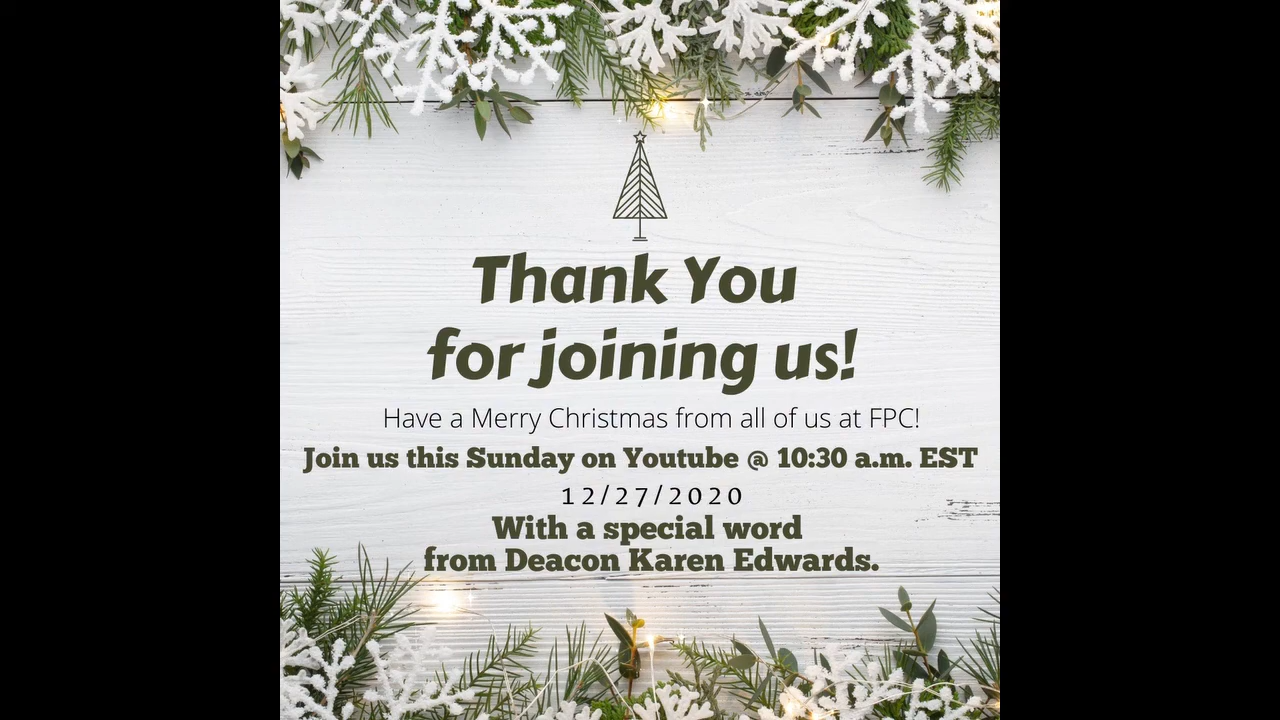 Thank You
for joining us!
Have a Merry Christmas from all of us at FPC!
Join us this Sunday on Youtube @ 10:30 a.m. EST
12/27/2020
With a special word
from Deacon Karen Edwards.